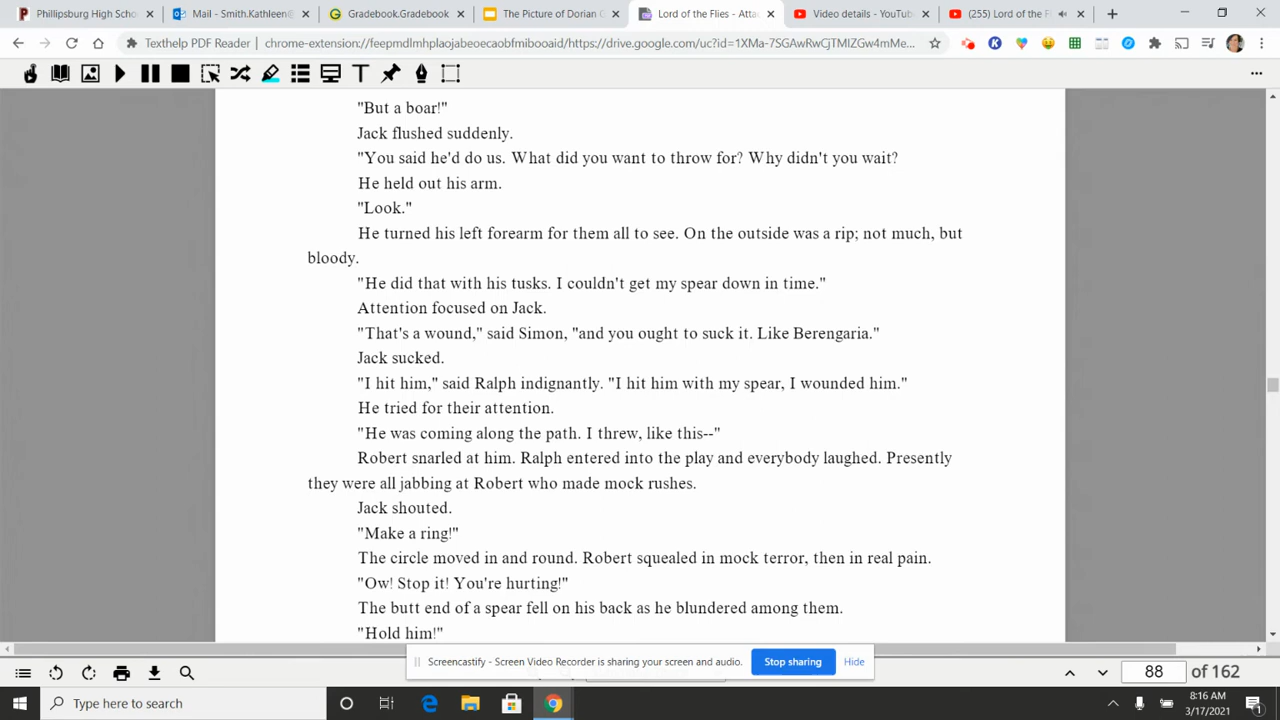 Phillipsburg High Scho
Mail - Smith.Kathleen@
Gradebook.Gradebook
The Picture of Dorian G
Lord of the Flies - Atta
Video details - YouTub
(255) Lord of the F
Texthelp PDF Reader | chrome-extension://feepmdlmhplaojabeoecaobfmibooaid/https://drive.google.com/uc?id=1XMa-7SGAwRwCjTMIZGw4mMe...
"But a boar!"
Jack flushed suddenly.
"You said he'd do us. What did you want to throw for? Why didn't you wait?
He held out his arm.
"Look."
He turned his left forearm for them all to see. On the outside was a rip; not much, but
bloody.
"He did that with his tusks. I couldn't get my spear down in time."
Attention focused on Jack.
"That's a wound," said Simon, "and you ought to suck it. Like Berengaria."
Jack sucked.
"I hit him," said Ralph indignantly. "I hit him with my spear, I wounded him."
He tried for their attention.
"He was coming along the path. I threw, like this--"
Robert snarled at him. Ralph entered into the play and everybody laughed. Presently
they were all jabbing at Robert who made mock rushes.
Jack shouted.
"Make a ring!"
The circle moved in and round. Robert squealed in mock terror, then in real pain.
"Ow! Stop it! You're hurting!"
The butt end of a spear fell on his back as he blundered among them.
"Hold him!"
Screencastify - Screen Video Recorder is sharing your screen and audio.
Stop sharing
Hide
88 of 162
Type here to search
8:16 AM
3/17/2021